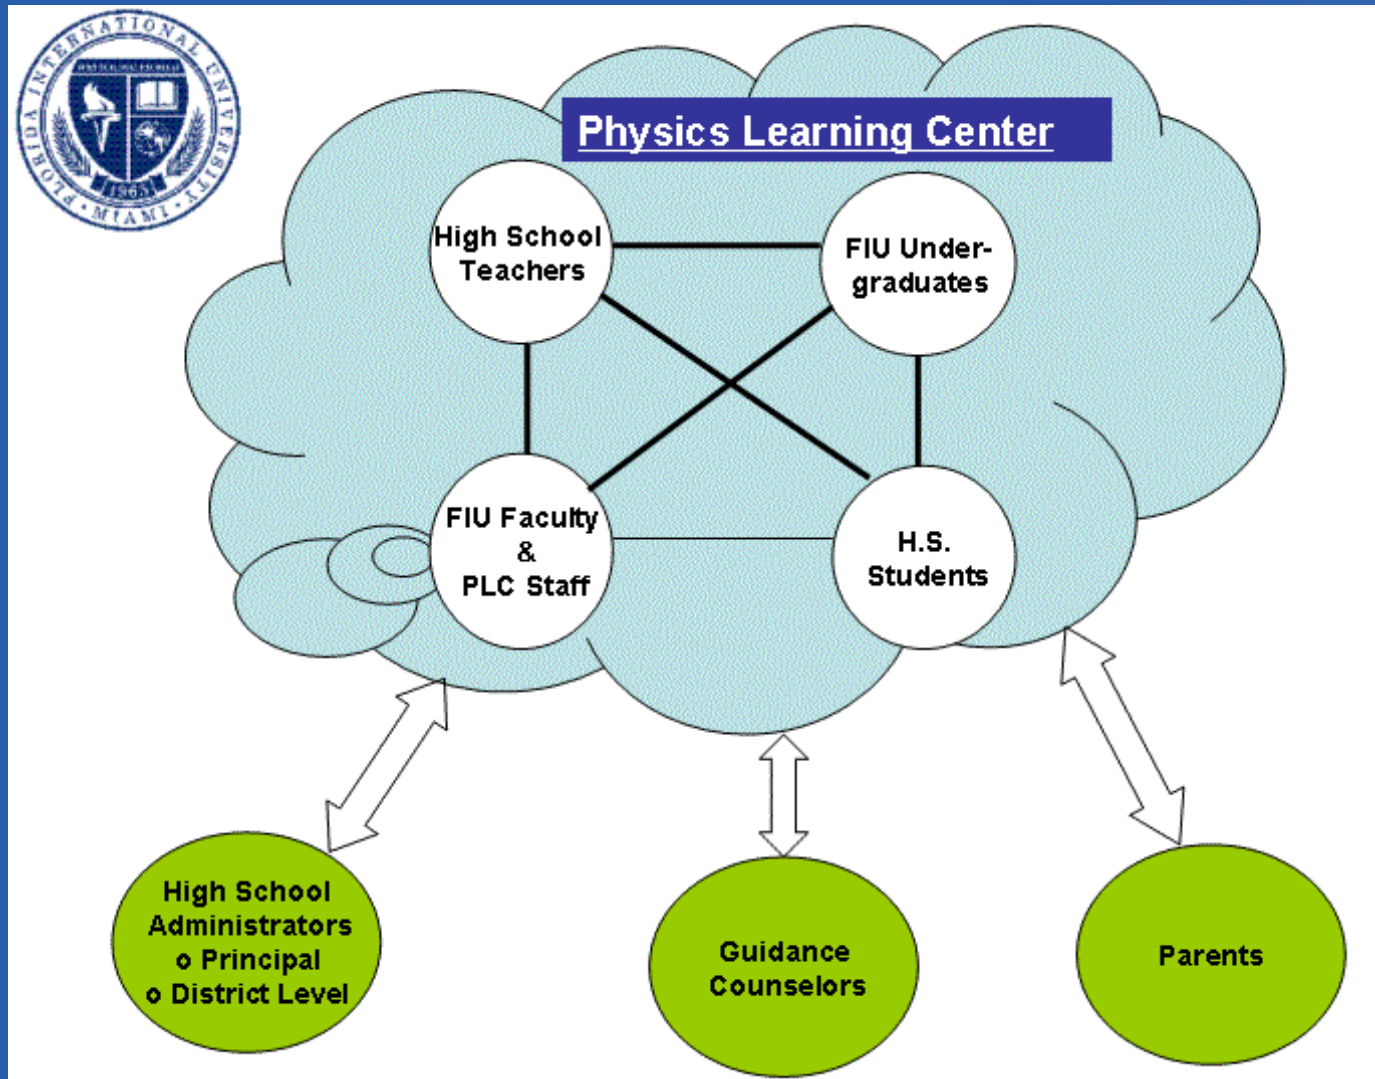 FLORIDA INTERNATIONAL UNIVERSITY
MIAMI
1965
Physics Learning Center
High School
Teachers
FIU Under-
graduates
FIU Faculty
&
PLC Staff
H.S.
Students
High School
Administrators
o Principal
o District Level
Guidance
Counselors
Parents